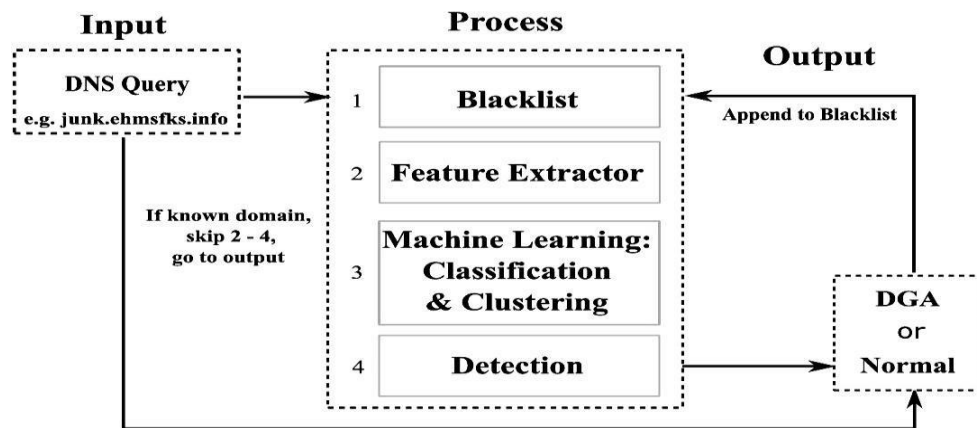 Input
DNS Query
e.g. junk.ehmsfks.info
If known domain,
skip 2 - 4,
go to output
Process
1 Blacklist
2 Feature Extractor
3 Machine Learning:
Classification
& Clustering
4 Detection
Output
Append to Blacklist
DGA
or
Normal